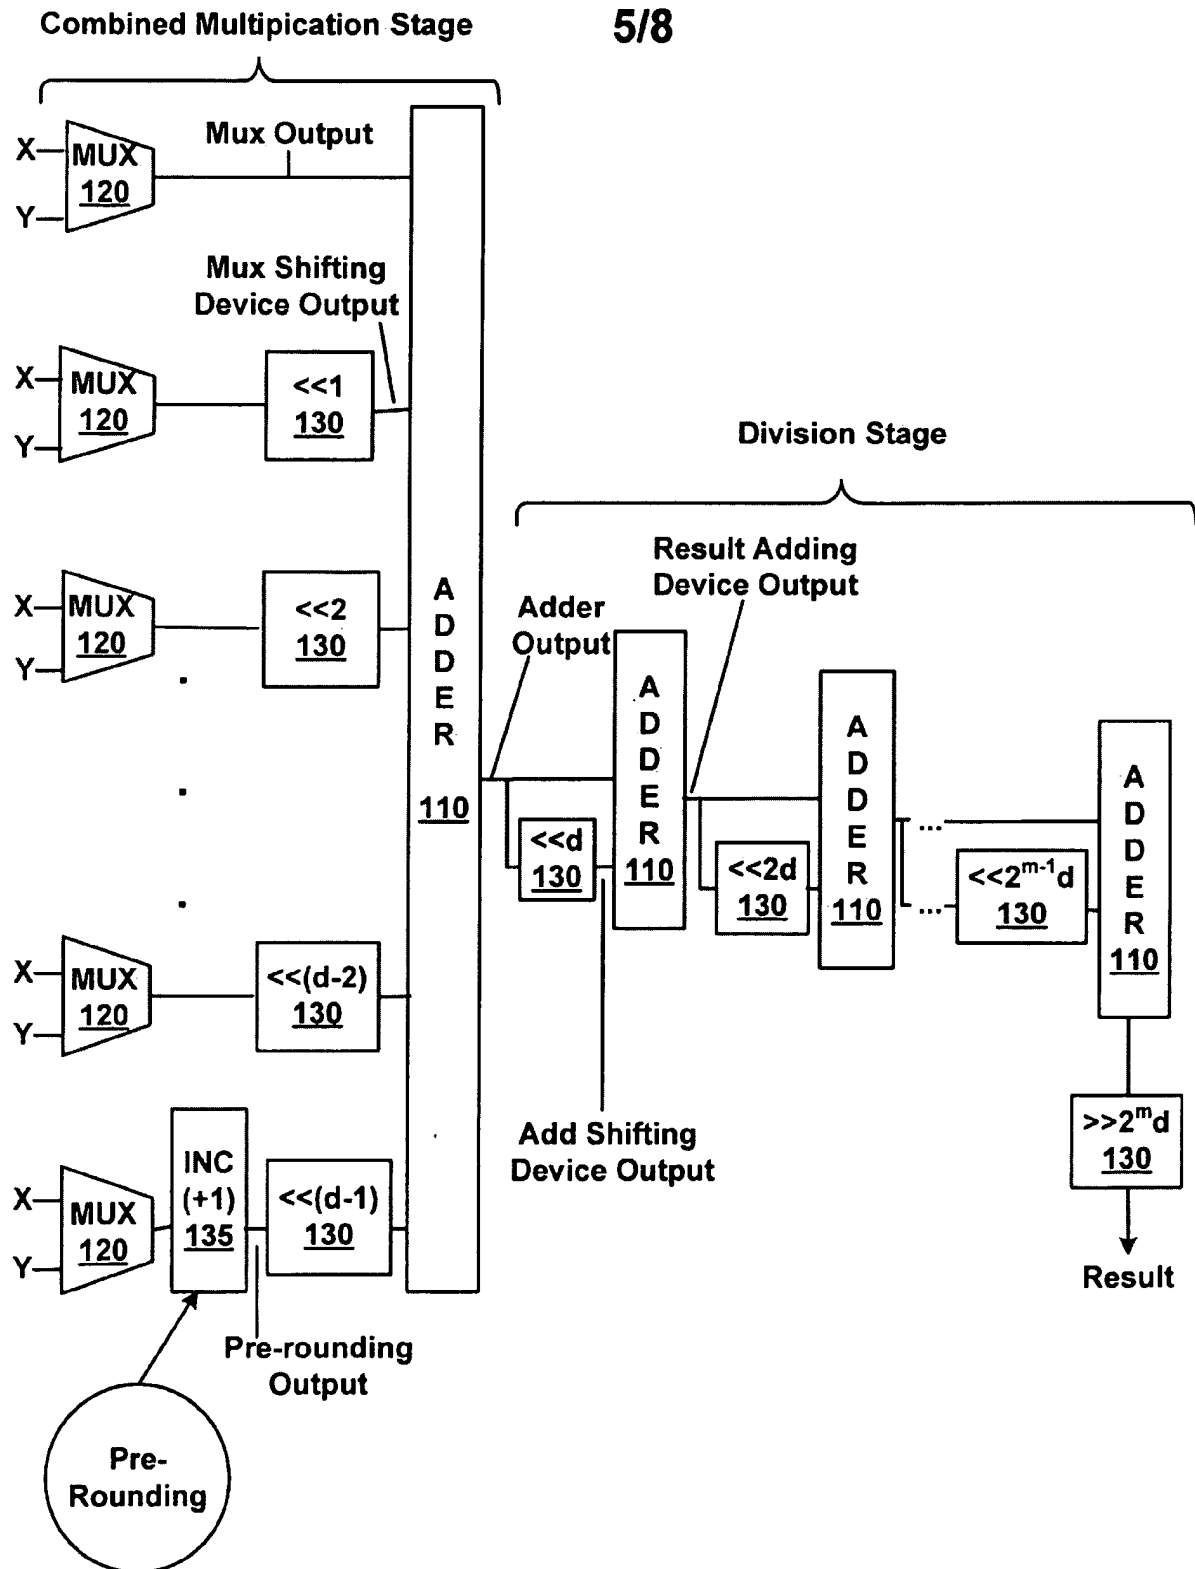 Combined Multipication Stage
5/8
Mux Output
X
MUX
120
Y
Mux Shifting
Device Output
X
MUX
120
Y
<<1
130
Division Stage
X
MUX
120
Y
<<2
130
A
D
D
E
R
110
Adder
Output
Result Adding
Device Output
<<d
130
A
D
D
E
R
110
<<2d
130
A
D
D
E
R
110
...
...
<<2^{m-1}d
130
A
D
D
E
R
110
X
MUX
120
Y
<<(d-2)
130
Add Shifting
Device Output
>>2^{m}d
130
Result
X
MUX
120
Y
INC
(+1)
135
<<(d-1)
130
Pre-rounding
Output
Pre-
Rounding